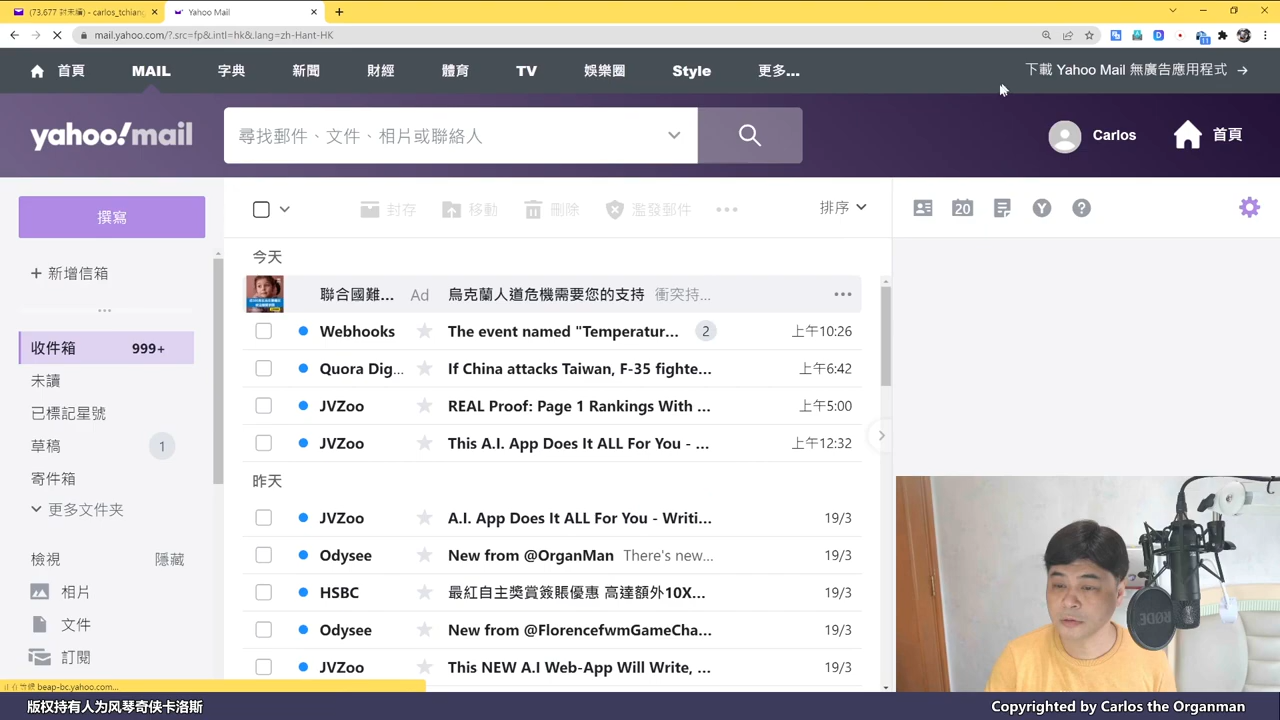 (73.677 封未讀) - carlos_tchiang
Yahoo Mail
mail.yahoo.com/?.src=fp&intl=hk&.lang=zh-Hant-HK
首頁 MAIL 字典 新聞 財經 體育 TV 娛樂圈 Style 更多... 下載 Yahoo Mail 無廣告應用程式 →
yahoo!mail 尋找郵件、文件、相片或聯絡人 Carlos 首頁
撰寫 封存 移動 刪除 濫發郵件 ••• 排序 20 Y ?
+ 新增信箱
今天
聯合國難... Ad 烏克蘭人道危機需要您的支持 衝突持...
Webhooks The event named "Temperatur... 2 上午10:26
收件箱 999+
Quora Dig... If China attacks Taiwan, F-35 fighte... 上午6:42
未讀
JVZoo REAL Proof: Page 1 Rankings With ... 上午5:00
已標記星號
JVZoo This A.I. App Does It ALL For You - ... 上午12:32
草稿 1
寄件箱
昨天
更多文件夹
JVZoo A.I. App Does It ALL For You - Writi... 19/3
Odysee New from @OrganMan There's new... 19/3
檢視 隱藏
HSBC 最紅自主獎賞簽賬優惠 高達額外10X... 19/3
相片
Odysee New from @FlorencefwmGameCha... 19/3
文件
JVZoo This NEW A.I Web-App Will Write, ... 19/3
訂閱
正在等候 beap-bc.yahoo.com...
RØDE
版权持有人为风琴奇侠卡洛斯
Copyrighted by Carlos the Organman